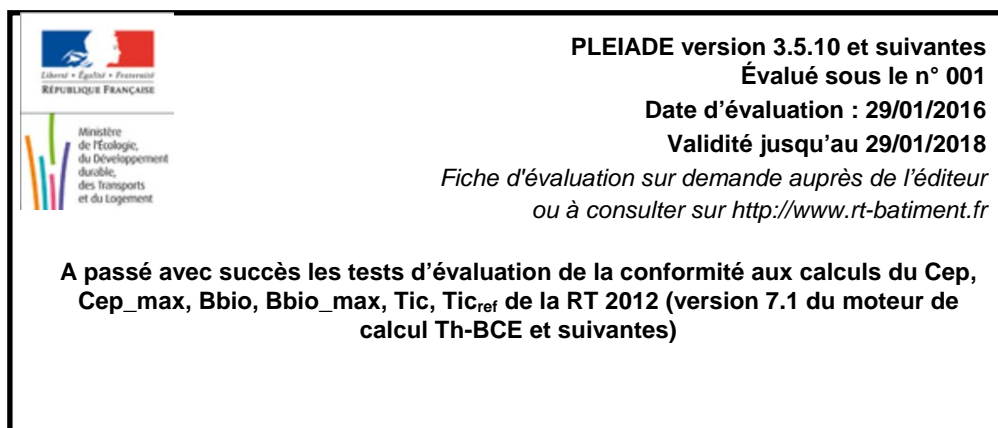 Liberté • Égalité • Fraternité
RÉPUBLIQUE FRANÇAISE
Ministère
de l'Écologie,
du Développement
durable,
des Transports
et du Logement
PLEIADE version 3.5.10 et suivantes
Évalué sous le n° 001
Date d'évaluation : 29/01/2016
Validité jusqu'au 29/01/2018
Fiche d'évaluation sur demande auprès de l'éditeur
ou à consulter sur http://www.rt-batiment.fr
A passé avec succès les tests d'évaluation de la conformité aux calculs du Cep,
Cep_max, Bbio, Bbio_max, Tic, Ticref de la RT 2012 (version 7.1 du moteur de
calcul Th-BCE et suivantes)